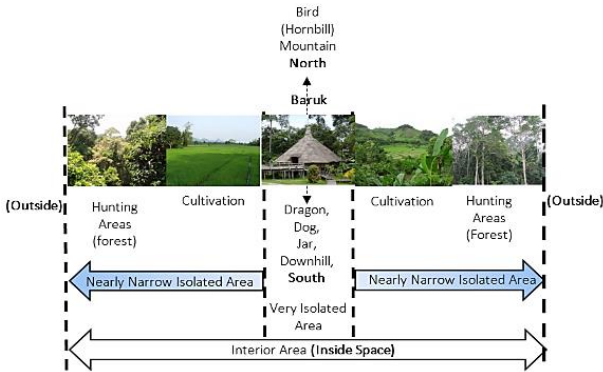 Bird
(Hornbill)
Mountain
North
Baruk
(Outside)
Hunting
Areas
(forest)
Cultivation
Dragon,
Dog,
Jar,
Downhill,
South
Cultivation
Hunting
Areas
(Forest)
(Outside)
Nearly Narrow Isolated Area
Nearly Narrow Isolated Area
Very Isolated
Area
Interior Area (Inside Space)